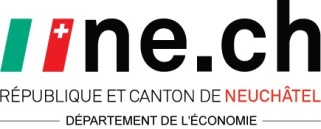 ne.ch
RÉPUBLIQUE ET CANTON DE NEUCHÂTEL
DÉPARTEMENT DE L'ÉCONOMIE